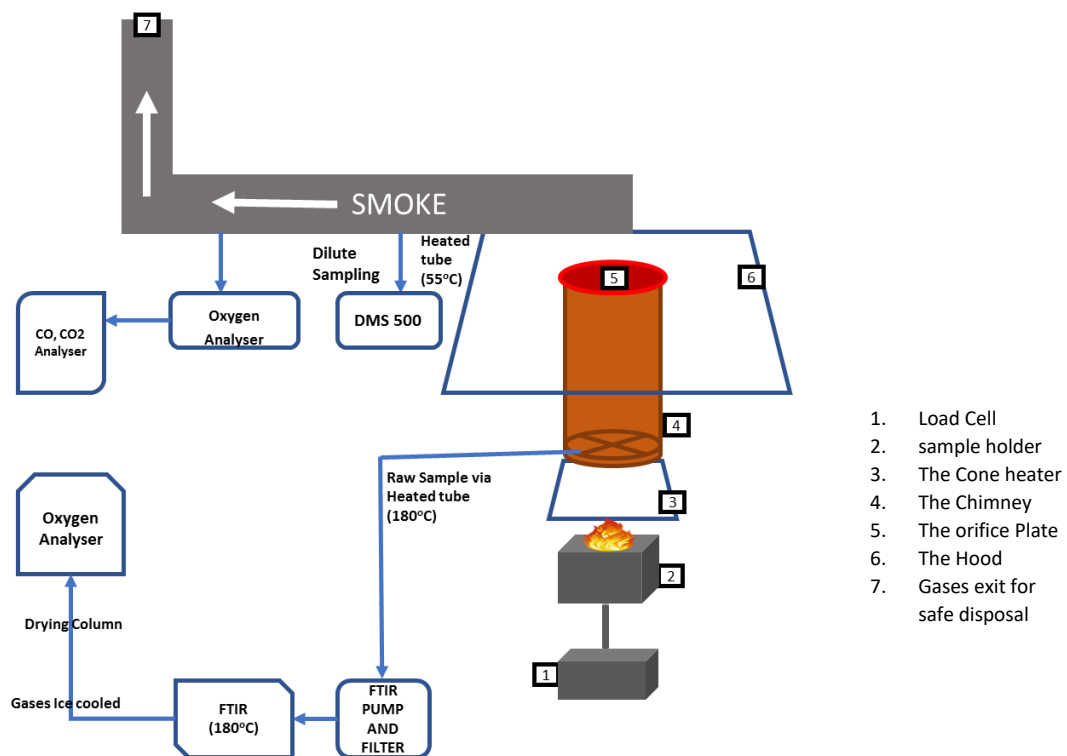 7
SMOKE
Dilute
Sampling
Heated
tube
(55°C)
6
5
CO, CO2
Analyser
Oxygen
Analyser
DMS 500
4
Raw Sample via
Heated tube
(180°C)
3
Oxygen
Analyser
2
Drying Column
1
Gases Ice cooled
FTIR
(180°C)
FTIR
PUMP
AND
FILTER
1. Load Cell
2. sample holder
3. The Cone heater
4. The Chimney
5. The orifice Plate
6. The Hood
7. Gases exit for
safe disposal